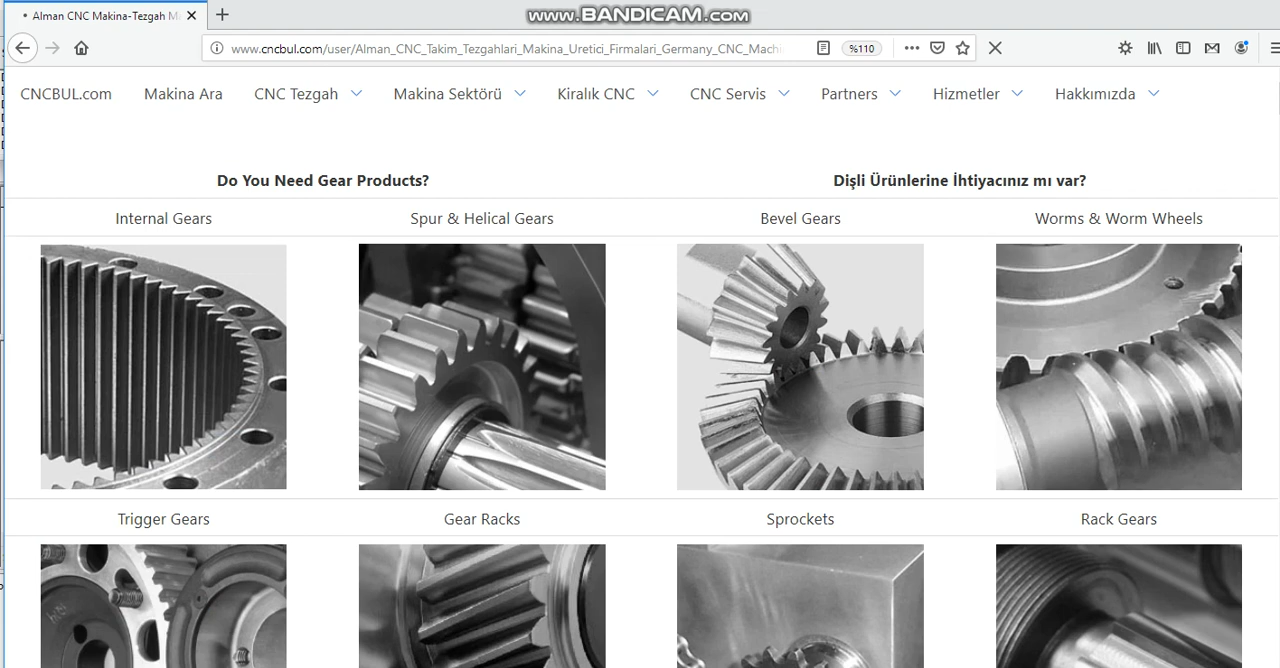 www.BANDICAM.com
Alman CNC Makina-Tezgah M
www.cncbul.com/user/Alman_CNC_Takim_Tezgahlari_Makina_Uretici_Firmalari_Germany_CNC_Machi
%110
CNCBUL.com Makina Ara CNC Tezgah Makina Sektörü Kiralık CNC CNC Servis Partners Hizmetler Hakkımızda
Do You Need Gear Products? Dişli Ürünlerine İhtiyacınız mı var?
Internal Gears Spur & Helical Gears Bevel Gears Worms & Worm Wheels
Trigger Gears Gear Racks Sprockets Rack Gears